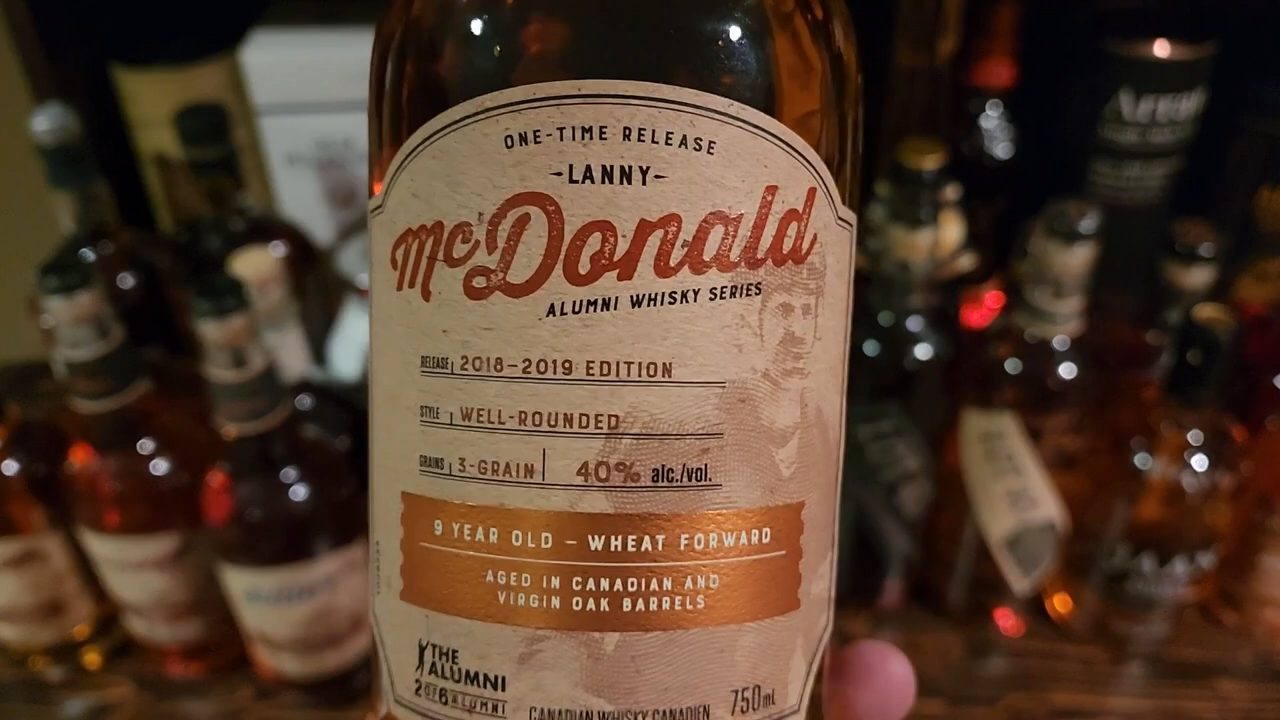 ONE-TIME RELEASE
-LANNY-
McDonald
ALUMNI WHISKY SERIES
RELEASE 2018-2019 EDITION
STYLE WELL-ROUNDED
GRAINS 3-GRAIN 40% alc./vol.
9 YEAR OLD - WHEAT FORWARD
AGED IN CANADIAN AND
VIRGIN OAK BARRELS
THE
ALUMNI
CANADIAN WHISKY CANADIEN 750mL
Arran